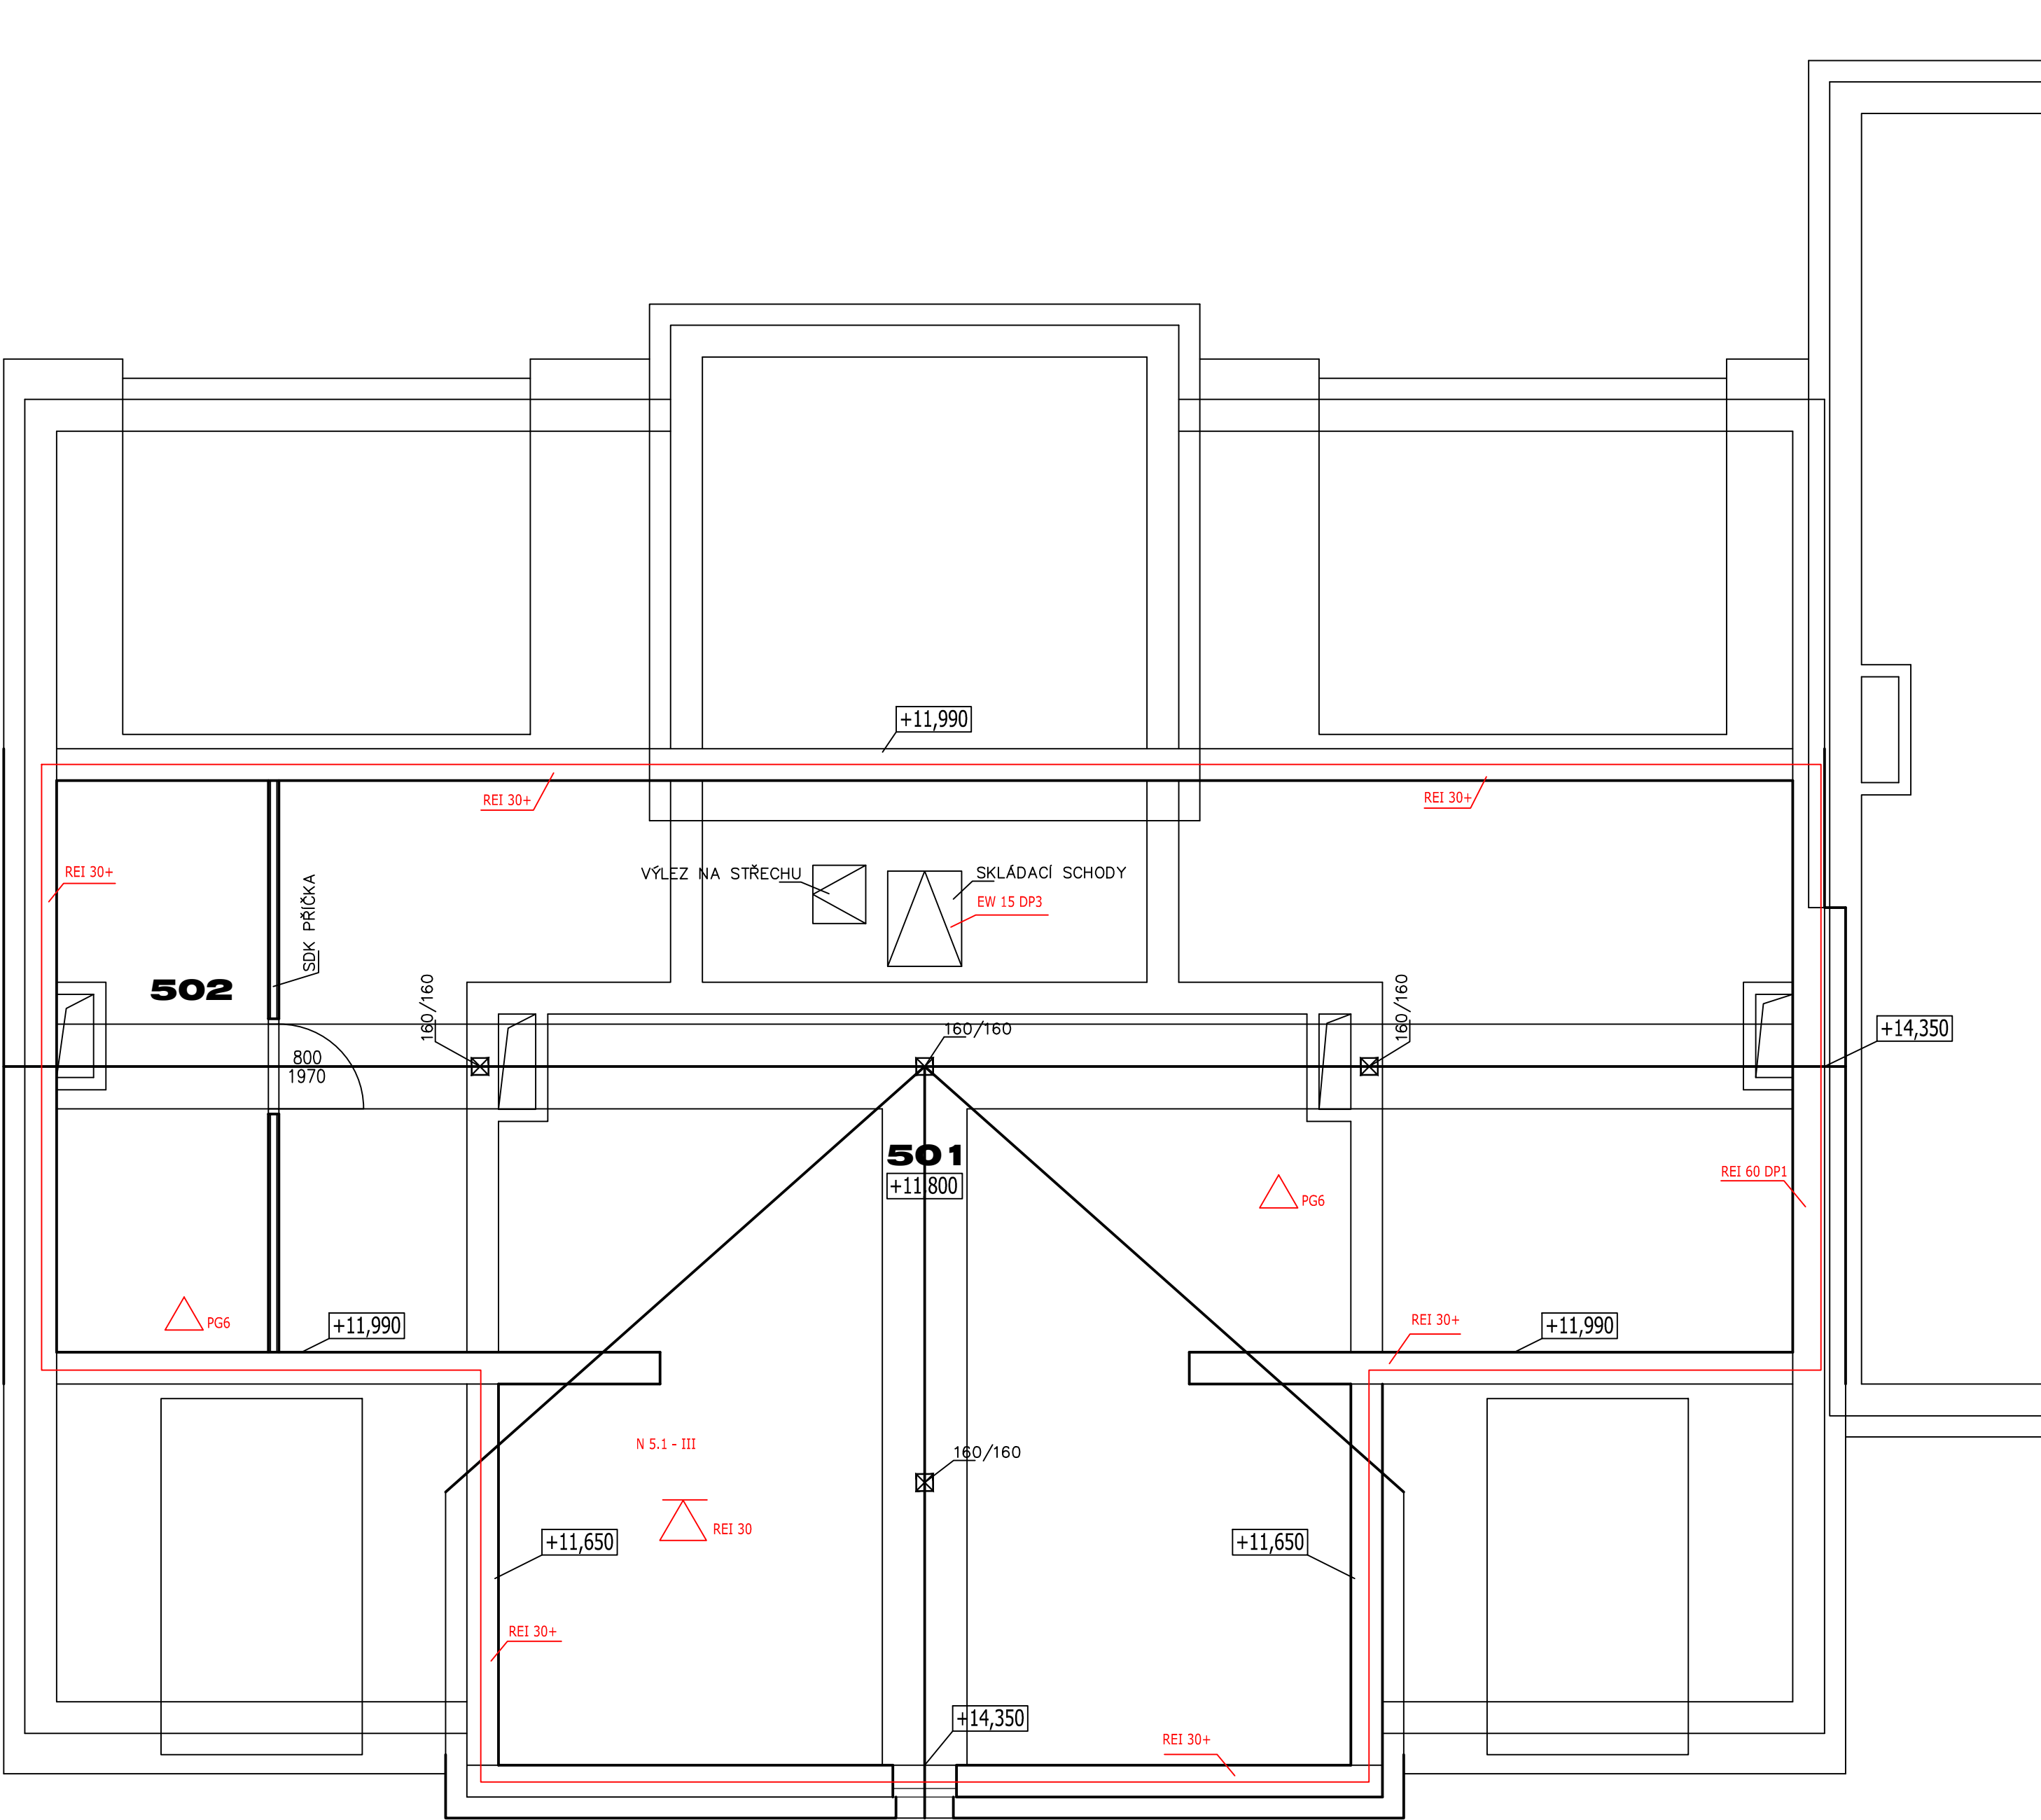 +11,990
REI 30+
REI 30+
REI 30+
VÝLEZ NA STŘECHU
SKLÁDACÍ SCHODY
EW 15 DP3
SDK PŘÍČKA
502
160/160
160/160
160/160
+14,350
800
1970
501
+11,800
REI 60 DP1
PG6
PG6
+11,990
REI 30+
+11,990
N 5.1 - III
160/160
REI 30
+11,650
+11,650
REI 30+
+14,350
REI 30+